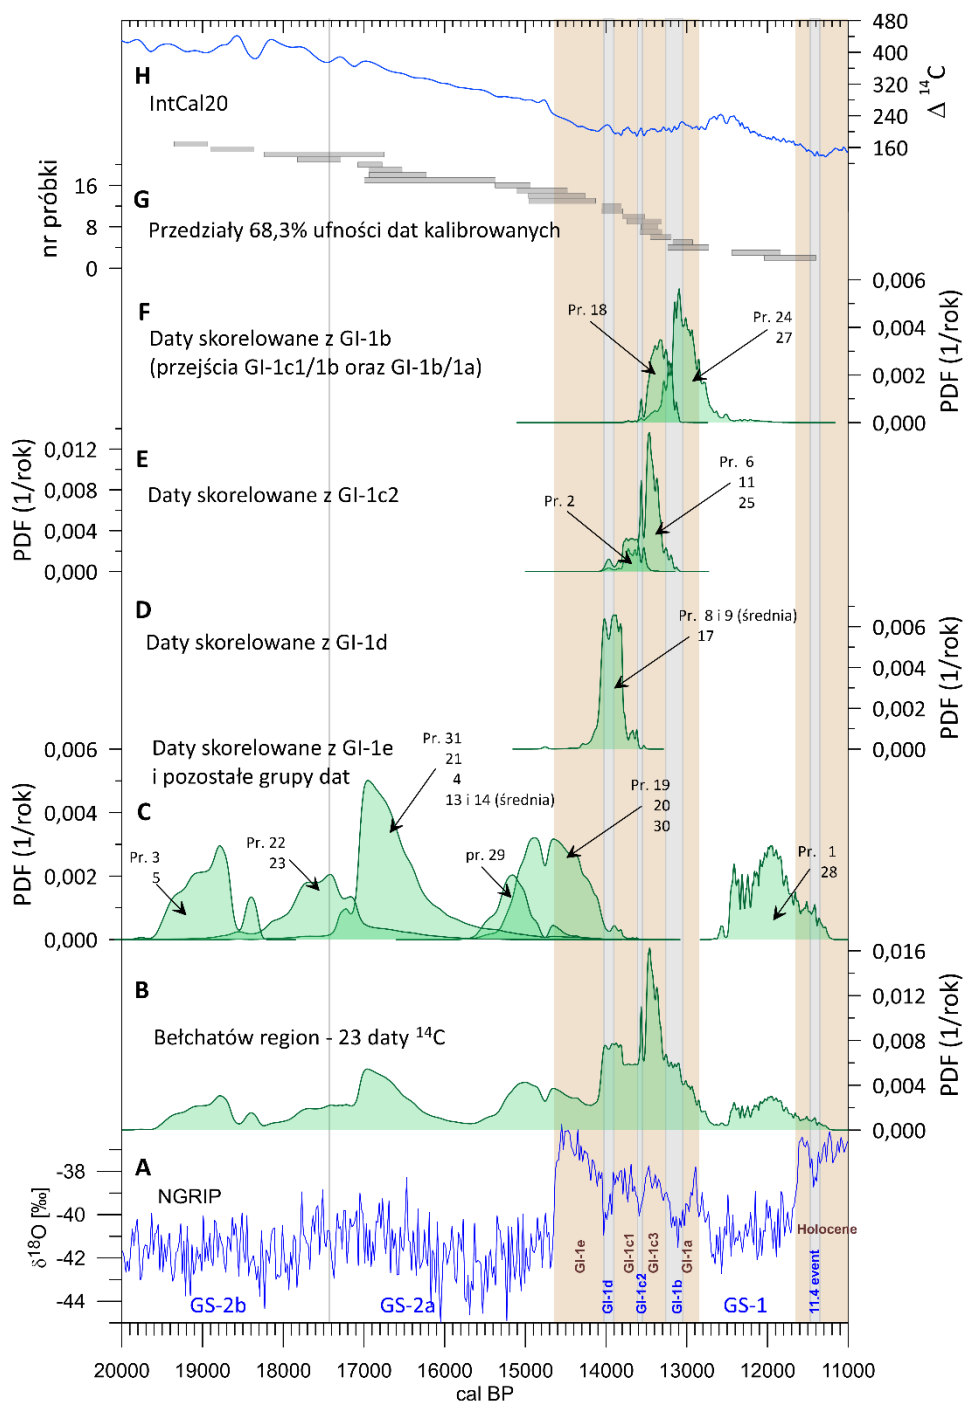 480
400
320
240
160
Δ ¹⁴C
H
IntCal20
nr próbki
16
8
0
G
Przedziały 68,3% ufności dat kalibrowanych
F
Daty skorelowane z GI-1b
(przejścia GI-1c1/1b oraz GI-1b/1a)
Pr. 18
Pr. 24
27
0,006
0,004
0,002
0,000
PDF (1/rok)
E
Daty skorelowane z GI-1c2
0,012
0,008
0,004
0,000
PDF (1/rok)
Pr. 2
Pr. 6
11
25
D
Daty skorelowane z GI-1d
Pr. 8 i 9 (średnia)
17
0,006
0,004
0,002
0,000
PDF (1/rok)
Daty skorelowane z GI-1e
i pozostałe grupy dat
C
0,006
0,004
0,002
0,000
PDF (1/rok)
Pr. 3
5
Pr. 22
23
Pr. 31
21
4
13 i 14 (średnia)
pr. 29
Pr. 19
20
30
Pr. 1
28
B
Bełchatów region - 23 daty ¹⁴C
0,016
0,012
0,008
0,004
0,000
PDF (1/rok)
A
NGRIP
-38
-40
-42
-44
δ¹⁸O [‰]
GS-2b
GS-2a
GI-1e
GI-1d
GI-1c1
GI-1c2
GI-1c3
GI-1b
GI-1a
GS-1
Holocene
11.4 event
20000
19000
18000
17000
16000
15000
14000
13000
12000
11000
cal BP